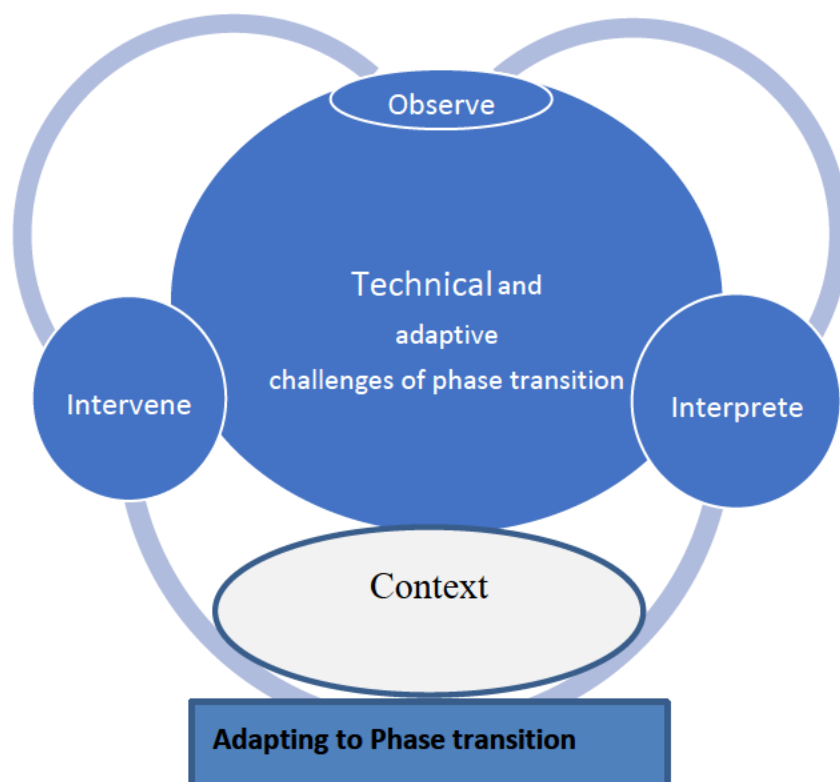 Observe
Technical and
adaptive
challenges of phase transition
Intervene
Interprete
Context
Adapting to Phase transition